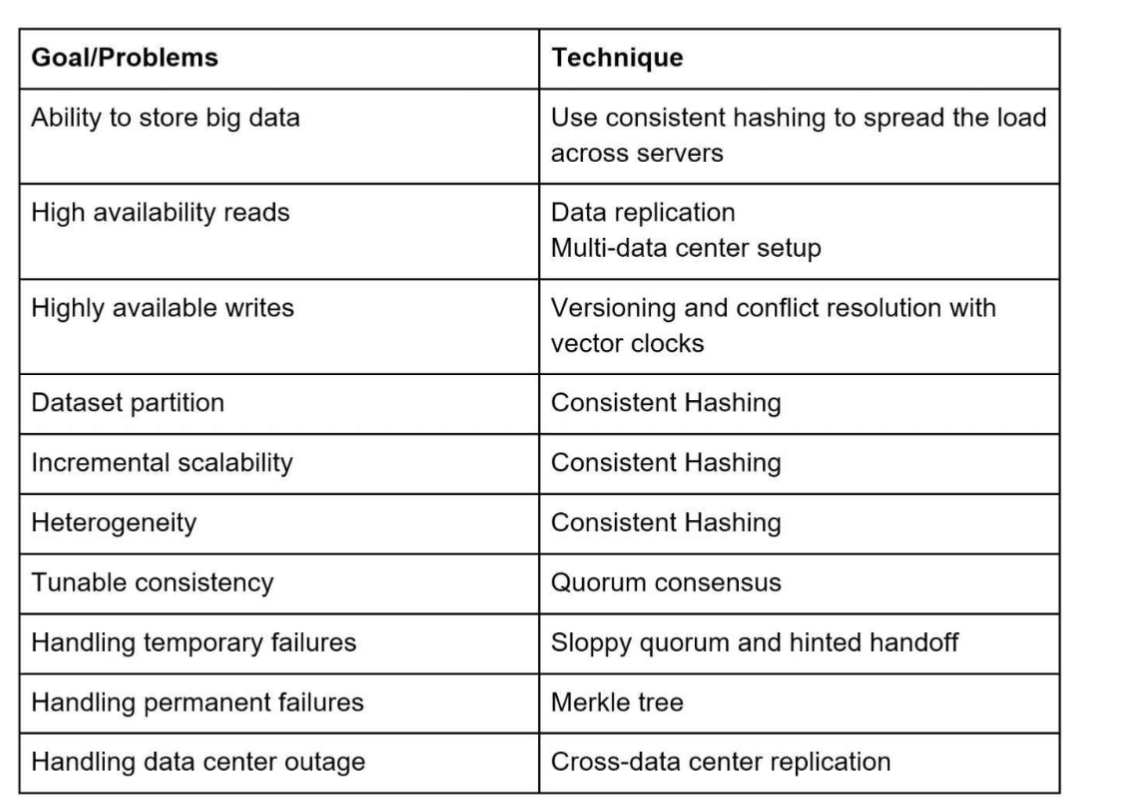 Goal/Problems Technique
Ability to store big data Use consistent hashing to spread the load
across servers
High availability reads Data replication
Multi-data center setup
Highly available writes Versioning and conflict resolution with
vector clocks
Dataset partition Consistent Hashing
Incremental scalability Consistent Hashing
Heterogeneity Consistent Hashing
Tunable consistency Quorum consensus
Handling temporary failures Sloppy quorum and hinted handoff
Handling permanent failures Merkle tree
Handling data center outage Cross-data center replication